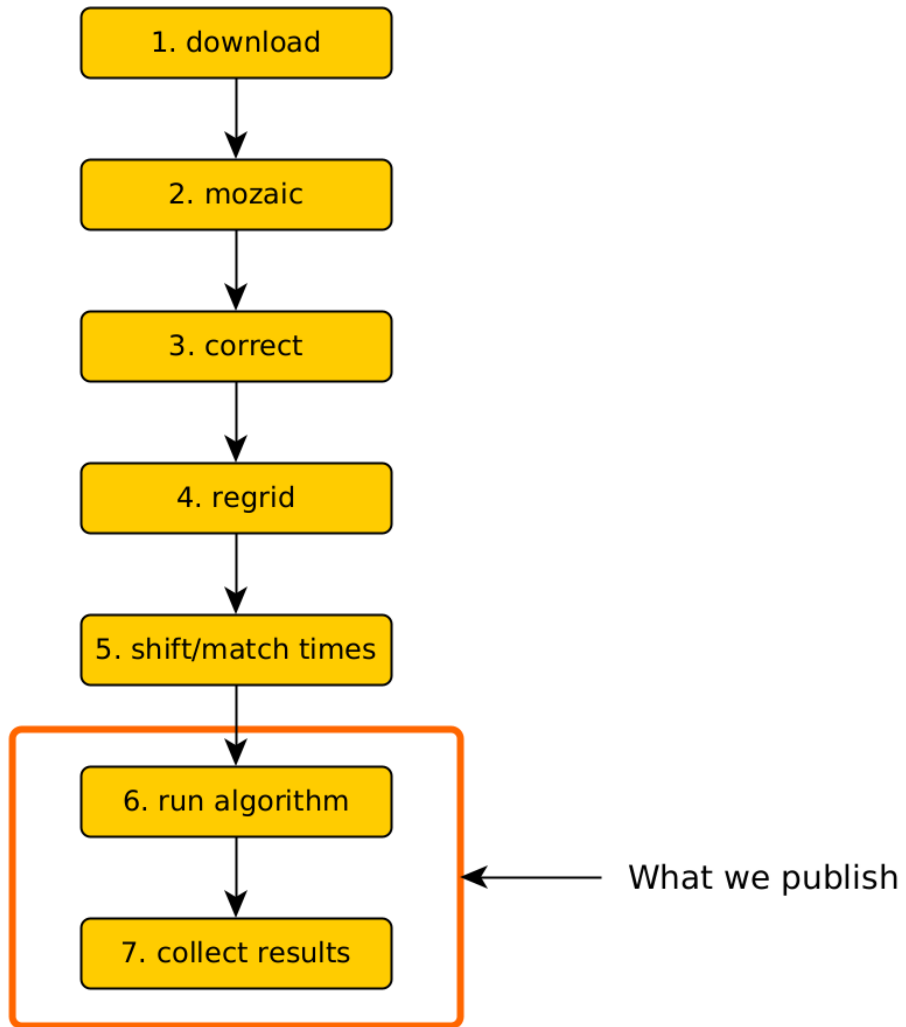 1. download
2. mozaic
3. correct
4. regrid
5. shift/match times
6. run algorithm
What we publish
7. collect results